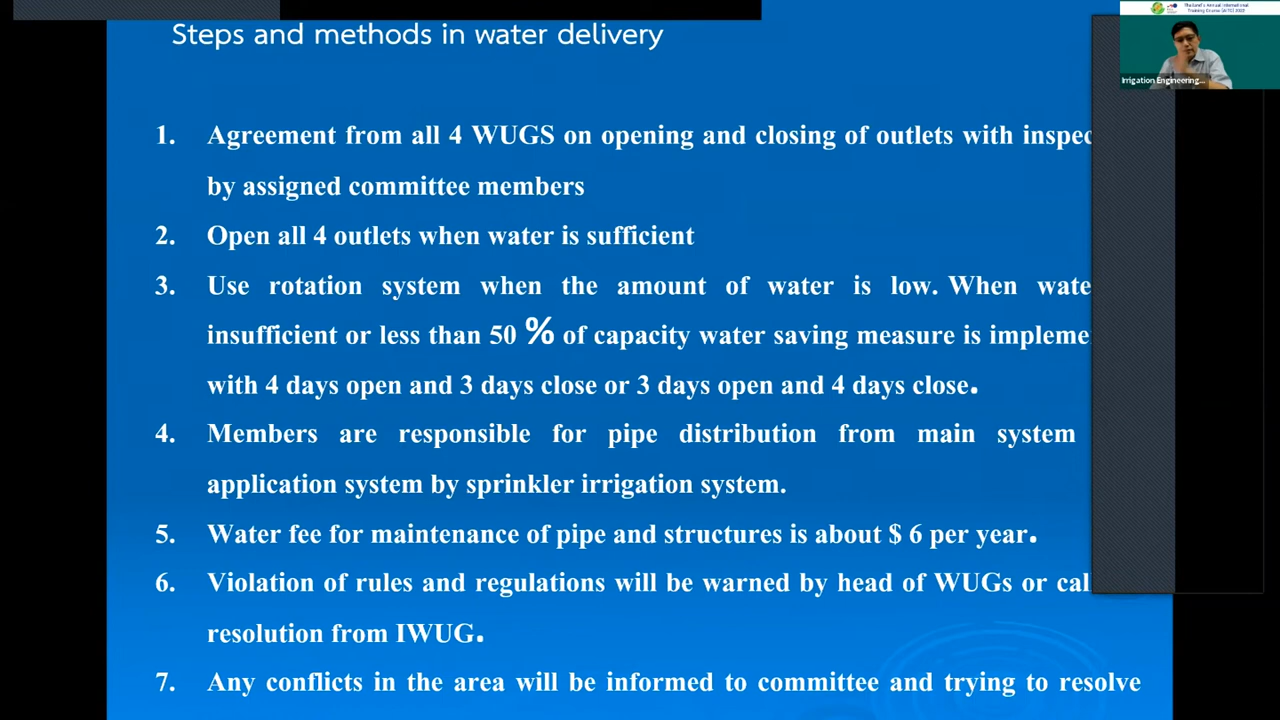 Steps and methods in water delivery
Thailand's Annual International
Training Course (AITC) 2022
Irrigation Engineering...
1. Agreement from all 4 WUGS on opening and closing of outlets with inspec
by assigned committee members
2. Open all 4 outlets when water is sufficient
3. Use rotation system when the amount of water is low. When wate
insufficient or less than 50 % of capacity water saving measure is impleme
with 4 days open and 3 days close or 3 days open and 4 days close.
4. Members are responsible for pipe distribution from main system
application system by sprinkler irrigation system.
5. Water fee for maintenance of pipe and structures is about $ 6 per year.
6. Violation of rules and regulations will be warned by head of WUGs or cal
resolution from IWUG.
7. Any conflicts in the area will be informed to committee and trying to resolve